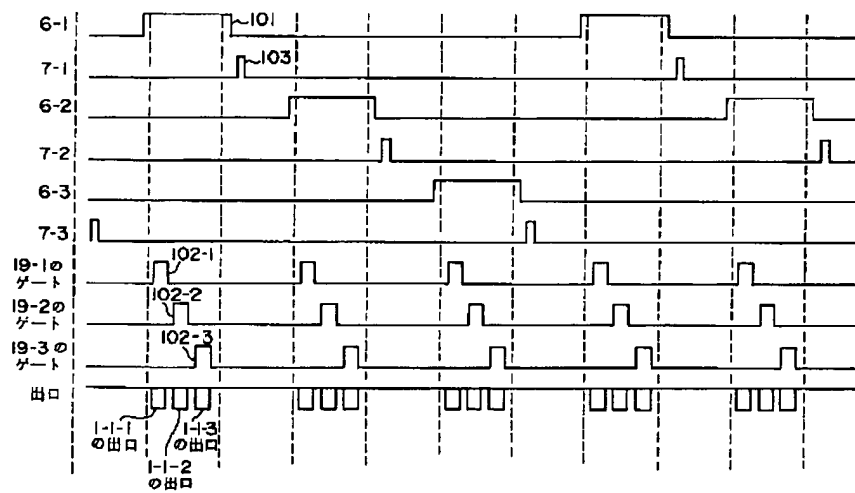 6-1
101
7-1
103
6-2
7-2
6-3
7-3
19-1の
ゲート
102-1
19-2の
ゲート
102-2
19-3の
ゲート
102-3
出口
1-1-1
の出口
1-1-3
の出口
1-1-2
の出口